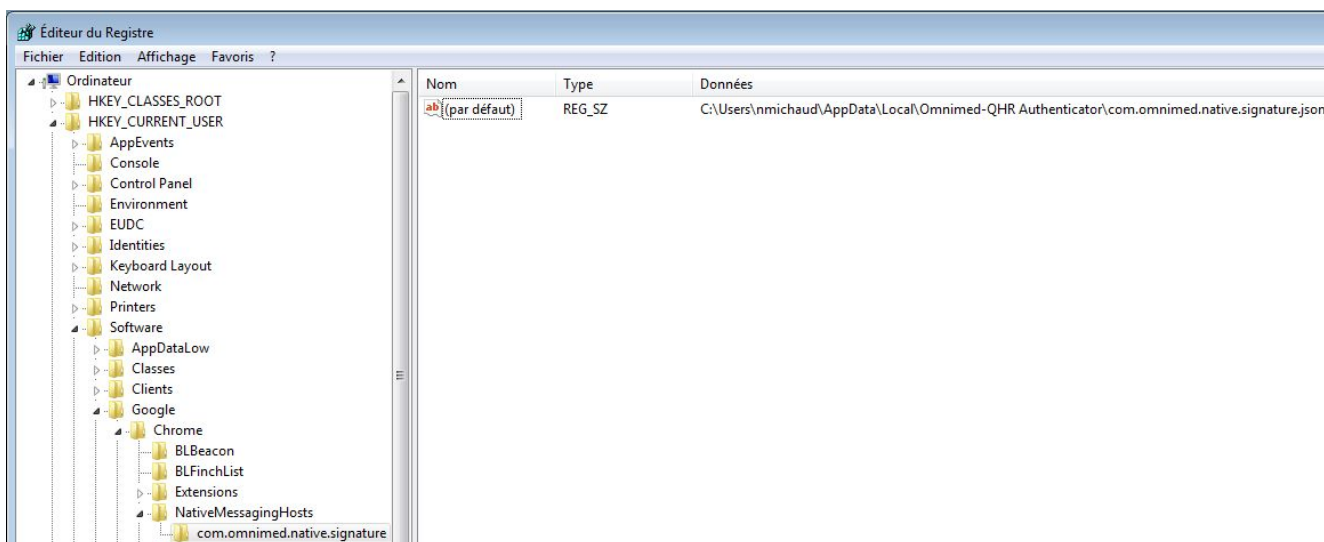 Éditeur du Registre
Fichier Edition Affichage Favoris ?
Ordinateur
HKEY_CLASSES_ROOT
HKEY_CURRENT_USER
AppEvents
Console
Control Panel
Environment
EUDC
Identities
Keyboard Layout
Network
Printers
Software
AppDataLow
Classes
Clients
Google
Chrome
BLBeacon
BLFinchList
Extensions
NativeMessagingHosts
com.omnimed.native.signature
Nom Type Données
ab (par défaut) REG_SZ C:\Users\nmichaud\AppData\Local\Omnimed-QHR Authenticator\com.omnimed.native.signature.json